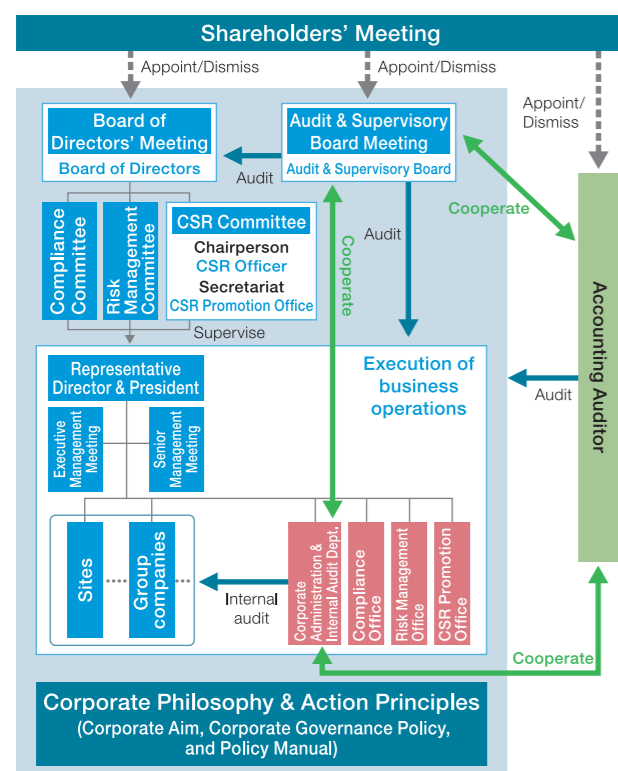 Shareholders' Meeting
Appoint/Dismiss
Appoint/Dismiss
Appoint/
Dismiss
Board of
Directors' Meeting
Board of Directors
Audit & Supervisory
Board Meeting
Audit & Supervisory Board
Audit
Cooperate
Compliance
Committee
Risk
Management
Committee
CSR Committee
Chairperson
CSR Officer
Secretariat
CSR Promotion Office
Cooperate
Audit
Supervise
Accounting Auditor
Representative
Director & President
Execution of
business
operations
Audit
Executive
Management
Meeting
Senior
Management
Meeting
Sites
Group
companies
Internal
audit
Corporate
Administration &
Internal Audit Dept.
Compliance
Office
Risk Management
Office
CSR Promotion
Office
Cooperate
Corporate Philosophy & Action Principles
(Corporate Aim, Corporate Governance Policy,
and Policy Manual)